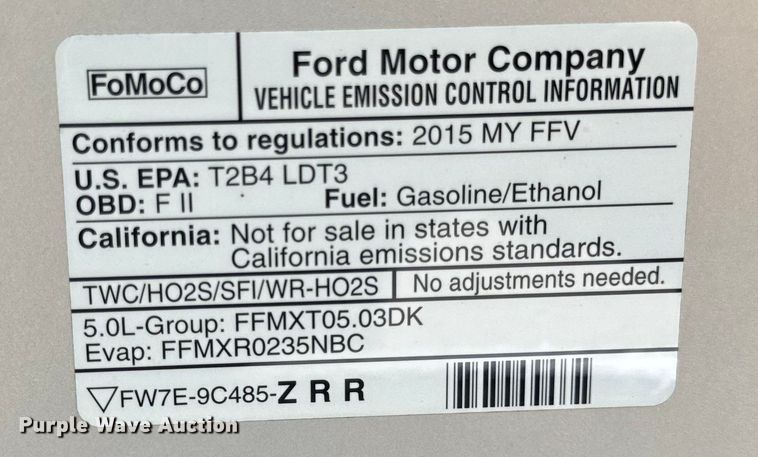 FoMoCo
Ford Motor Company
VEHICLE EMISSION CONTROL INFORMATION
Conforms to regulations: 2015 MY FFV
U.S. EPA: T2B4 LDT3
OBD: F II Fuel: Gasoline/Ethanol
California: Not for sale in states with
California emissions standards.
TWC/HO2S/SFI/WR-HO2S No adjustments needed.
5.0L-Group: FFMXT05.03DK
Evap: FFMXR0235NBC
FW7E-9C485-Z R R
Purple Wave Auction